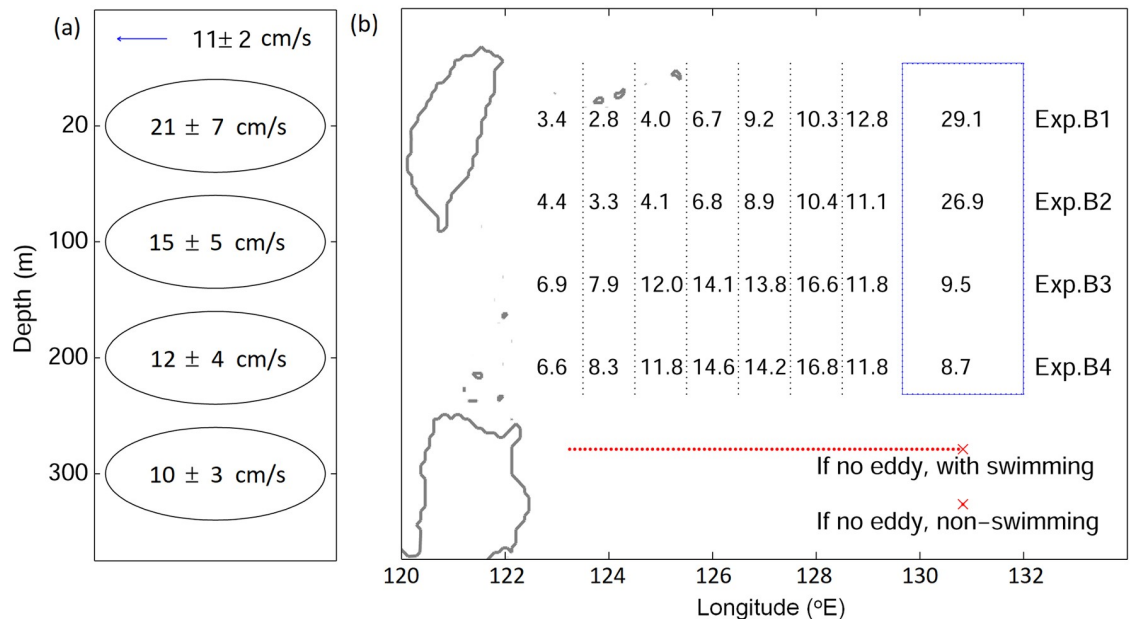 (a)
11± 2 cm/s
21 ± 7 cm/s
15 ± 5 cm/s
12 ± 4 cm/s
10 ± 3 cm/s
20
100
200
300
Depth (m)
(b)
3.4 2.8 4.0 6.7 9.2 10.3 12.8 29.1 Exp.B1
4.4 3.3 4.1 6.8 8.9 10.4 11.1 26.9 Exp.B2
6.9 7.9 12.0 14.1 13.8 16.6 11.8 9.5 Exp.B3
6.6 8.3 11.8 14.6 14.2 16.8 11.8 8.7 Exp.B4
If no eddy, with swimming
If no eddy, non−swimming
120 122 124 126 128 130 132
Longitude (ºE)